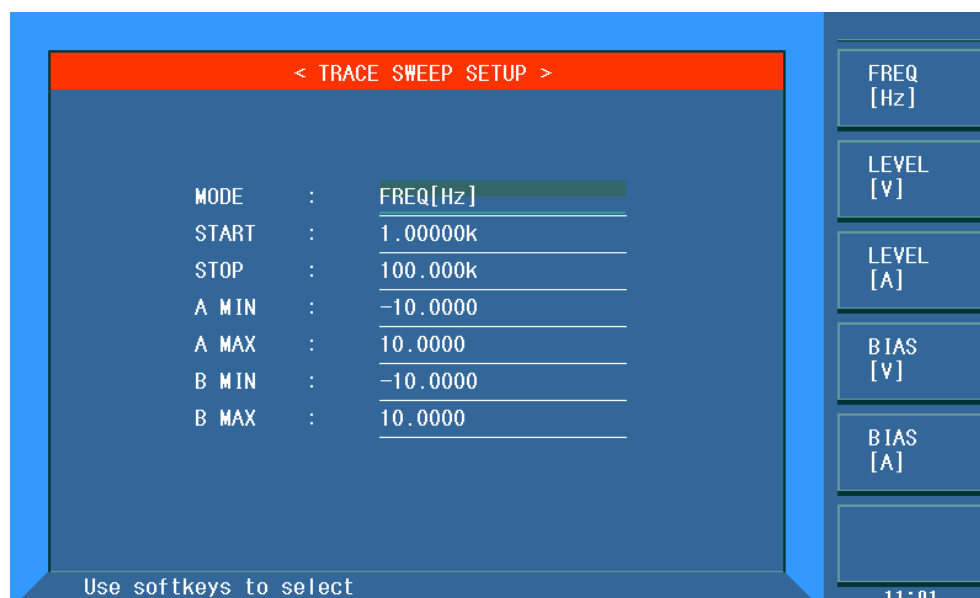 < TRACE SWEEP SETUP >
MODE : FREQ[Hz]
START : 1.00000k
STOP : 100.000k
A MIN : -10.0000
A MAX : 10.0000
B MIN : -10.0000
B MAX : 10.0000
Use softkeys to select
FREQ
[Hz]
LEVEL
[V]
LEVEL
[A]
BIAS
[V]
BIAS
[A]